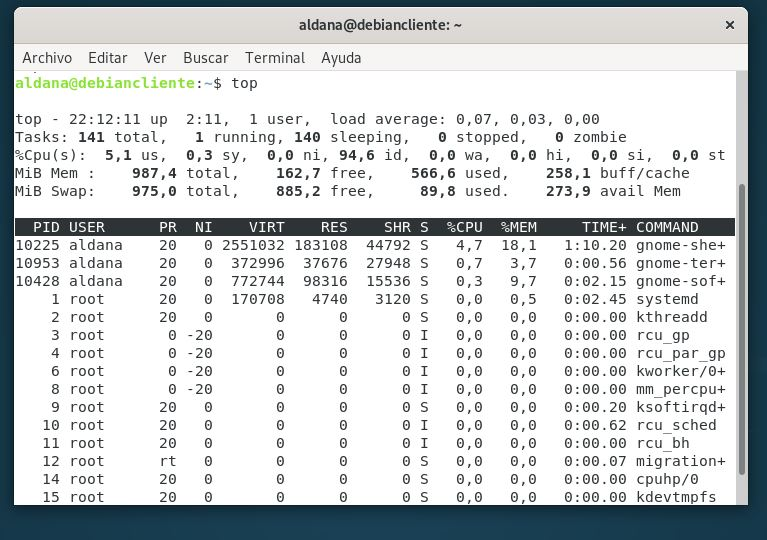 aldana@debiancliente: ~
×
Archivo Editar Ver Buscar Terminal Ayuda
aldana@debiancliente:~$ top
top - 22:12:11 up  2:11,  1 user,  load average: 0,07, 0,03, 0,00
Tasks: 141 total,   1 running, 140 sleeping,   0 stopped,   0 zombie
%Cpu(s):  5,1 us,  0,3 sy,  0,0 ni, 94,6 id,  0,0 wa,  0,0 hi,  0,0 si,  0,0 st
MiB Mem :    987,4 total,    162,7 free,    566,6 used,    258,1 buff/cache
MiB Swap:    975,0 total,    885,2 free,     89,8 used.    273,9 avail Mem
PID USER PR NI VIRT RES SHR S %CPU %MEM TIME+ COMMAND
10225 aldana 20 0 2551032 183108 44792 S 4,7 18,1 1:10.20 gnome-she+
10953 aldana 20 0 372996 37676 27948 S 0,7 3,7 0:00.56 gnome-ter+
10428 aldana 20 0 772744 98316 15536 S 0,3 9,7 0:02.15 gnome-sof+
1 root 20 0 170708 4740 3120 S 0,0 0,5 0:02.45 systemd
2 root 20 0 0 0 0 S 0,0 0,0 0:00.00 kthreadd
3 root 0 -20 0 0 0 I 0,0 0,0 0:00.00 rcu_gp
4 root 0 -20 0 0 0 I 0,0 0,0 0:00.00 rcu_par_gp
6 root 0 -20 0 0 0 I 0,0 0,0 0:00.00 kworker/0+
8 root 0 -20 0 0 0 I 0,0 0,0 0:00.00 mm_percpu+
9 root 20 0 0 0 0 S 0,0 0,0 0:00.20 ksoftirqd+
10 root 20 0 0 0 0 I 0,0 0,0 0:00.62 rcu_sched
11 root 20 0 0 0 0 I 0,0 0,0 0:00.00 rcu_bh
12 root rt 0 0 0 0 S 0,0 0,0 0:00.07 migration+
14 root 20 0 0 0 0 S 0,0 0,0 0:00.00 cpuhp/0
15 root 20 0 0 0 0 S 0,0 0,0 0:00.00 kdevtmpfs